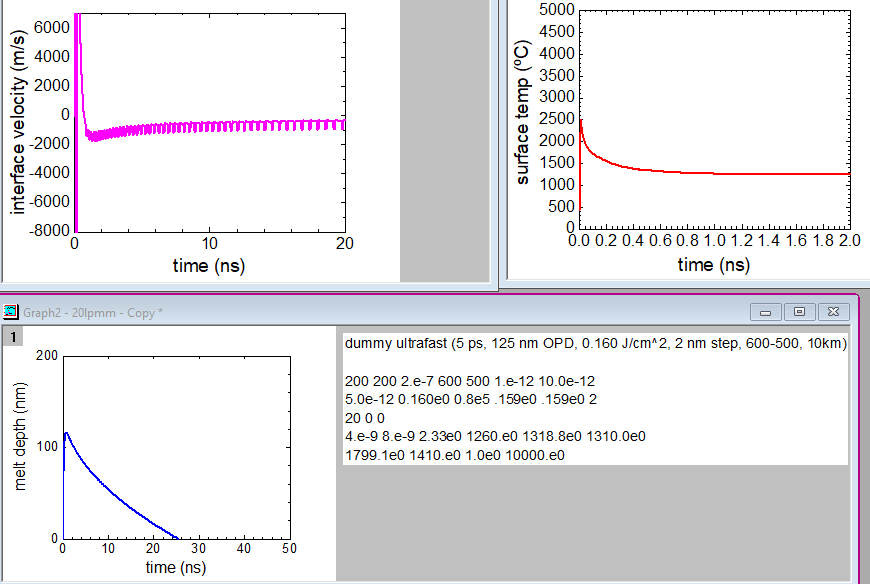 6000
4000
2000
0
-2000
-4000
-6000
-8000
interface velocity (m/s)
0 10 20
time (ns)
5000
4500
4000
3500
3000
2500
2000
1500
1000
500
0
surface temp (ºC)
0.0 0.2 0.4 0.6 0.8 1.0 1.2 1.4 1.6 1.8 2.0
time (ns)
Graph2 - 20lpmm - Copy *
1
200
100
0
melt depth (nm)
0 10 20 30 40 50
time (ns)
dummy ultrafast (5 ps, 125 nm OPD, 0.160 J/cm^2, 2 nm step, 600-500, 10km)
200 200 2.e-7 600 500 1.e-12 10.0e-12
5.0e-12 0.160e0 0.8e5 .159e0 .159e0 2
20 0 0
4.e-9 8.e-9 2.33e0 1260.e0 1318.8e0 1310.0e0
1799.1e0 1410.e0 1.0e0 10000.e0